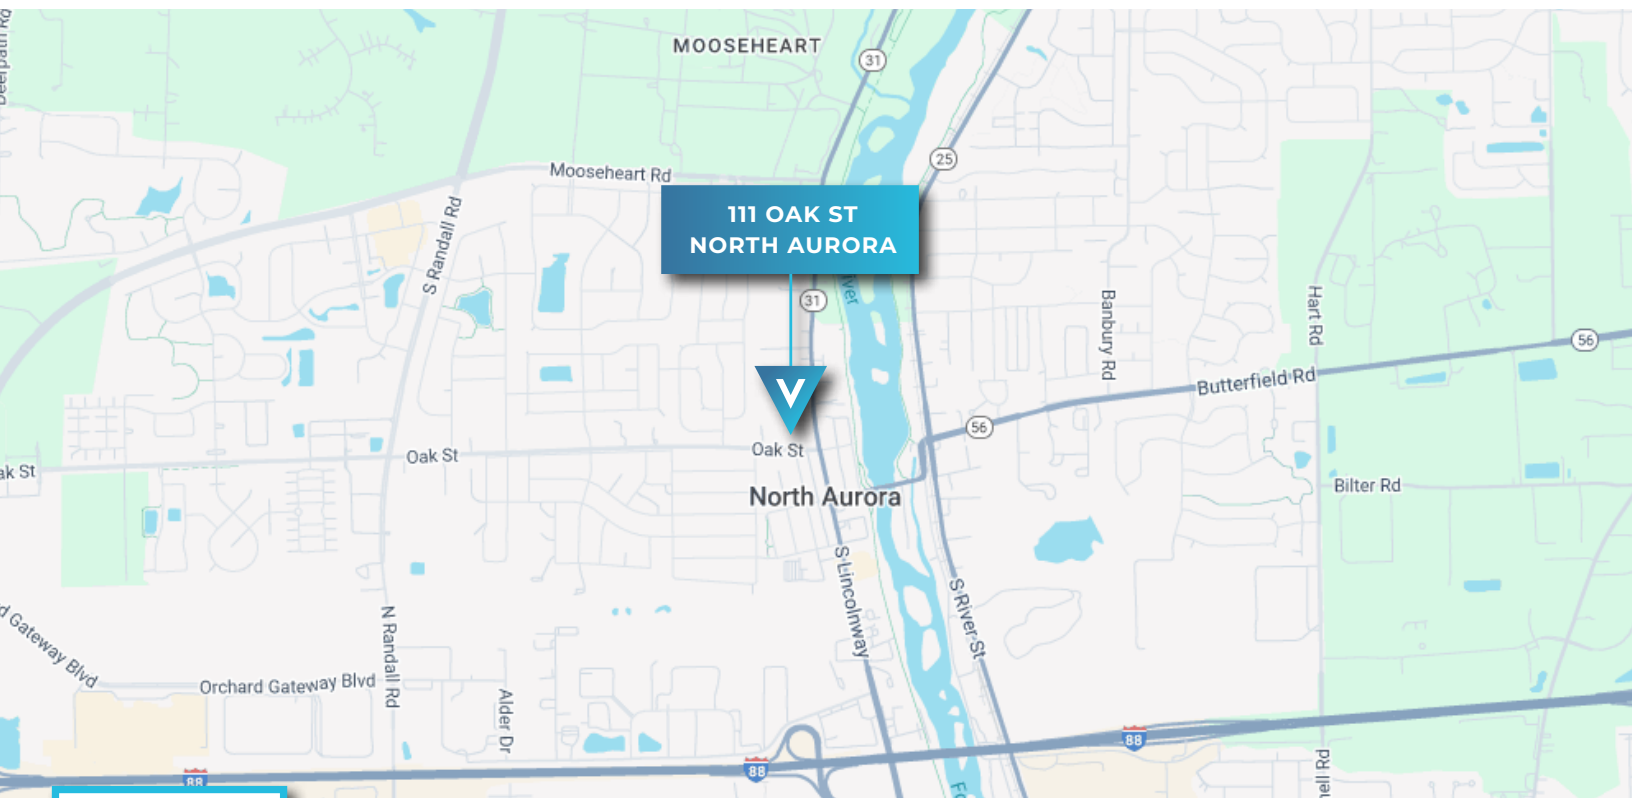 MOOSEHEART
31
25
Mooseheart Rd
111 OAK ST
NORTH AURORA
S Randall Rd
31
Banbury Rd
Hart Rd
56
Butterfield Rd
V
56
Oak St
Oak St
ak St
North Aurora
Bilter Rd
S Lincolnway
S River St
N Randall Rd
d Gateway Blvd
Orchard Gateway Blvd
Alder Dr
88
88
88